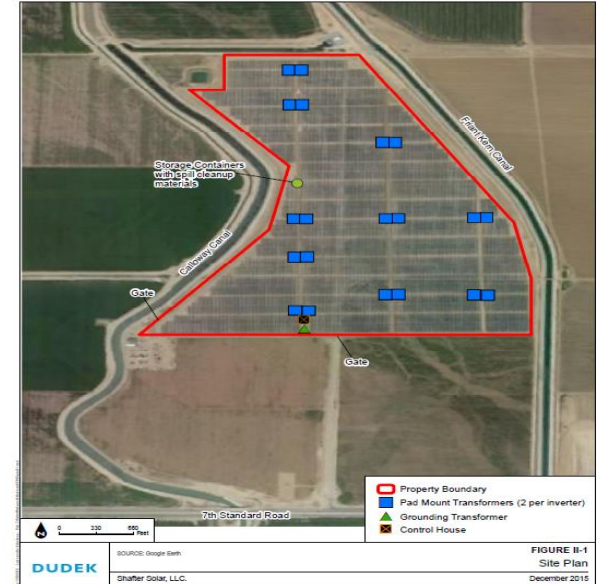 Friant Kern Canal
Storage Containers
with spill cleanup
materials
Calloway Canal
Gate
Gate
Property Boundary
Pad Mount Transformers (2 per inverter)
Grounding Transformer
Control House
7th Standard Road
N
0 330 660
Feet
DUDEK
SOURCE: Google Earth
FIGURE II-1
Site Plan
Shafter Solar, LLC.
December 2015